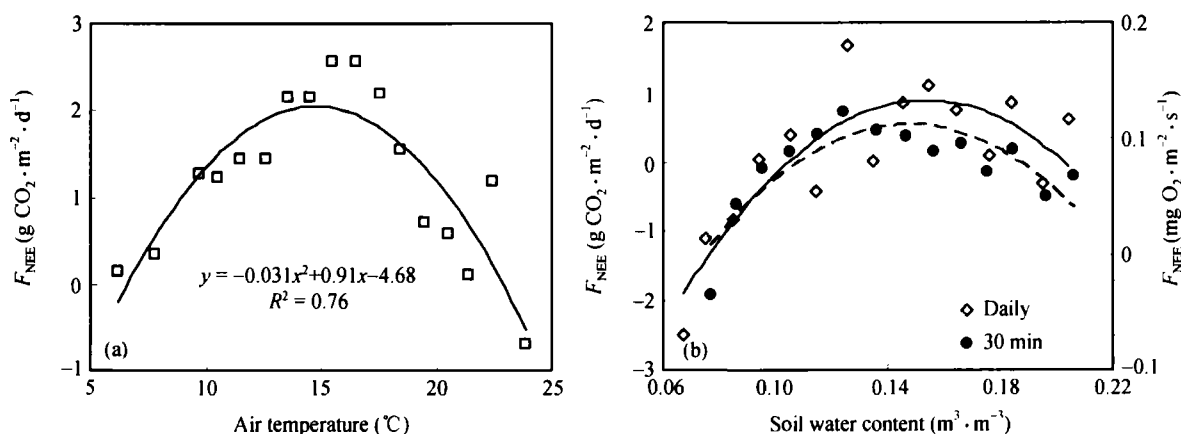 3
2
1
0
−1
F_NEE (g CO₂·m⁻²·d⁻¹)
y = −0.031x²+0.91x−4.68
R² = 0.76
(a)
5
10
15
20
25
Air temperature (℃)
2
1
0
−1
−2
−3
F_NEE (g CO₂·m⁻²·d⁻¹)
0.2
0.1
0
−0.1
F_NEE (mg O₂·m⁻²·s⁻¹)
Daily
30 min
(b)
0.06
0.10
0.14
0.18
0.22
Soil water content (m³·m⁻³)